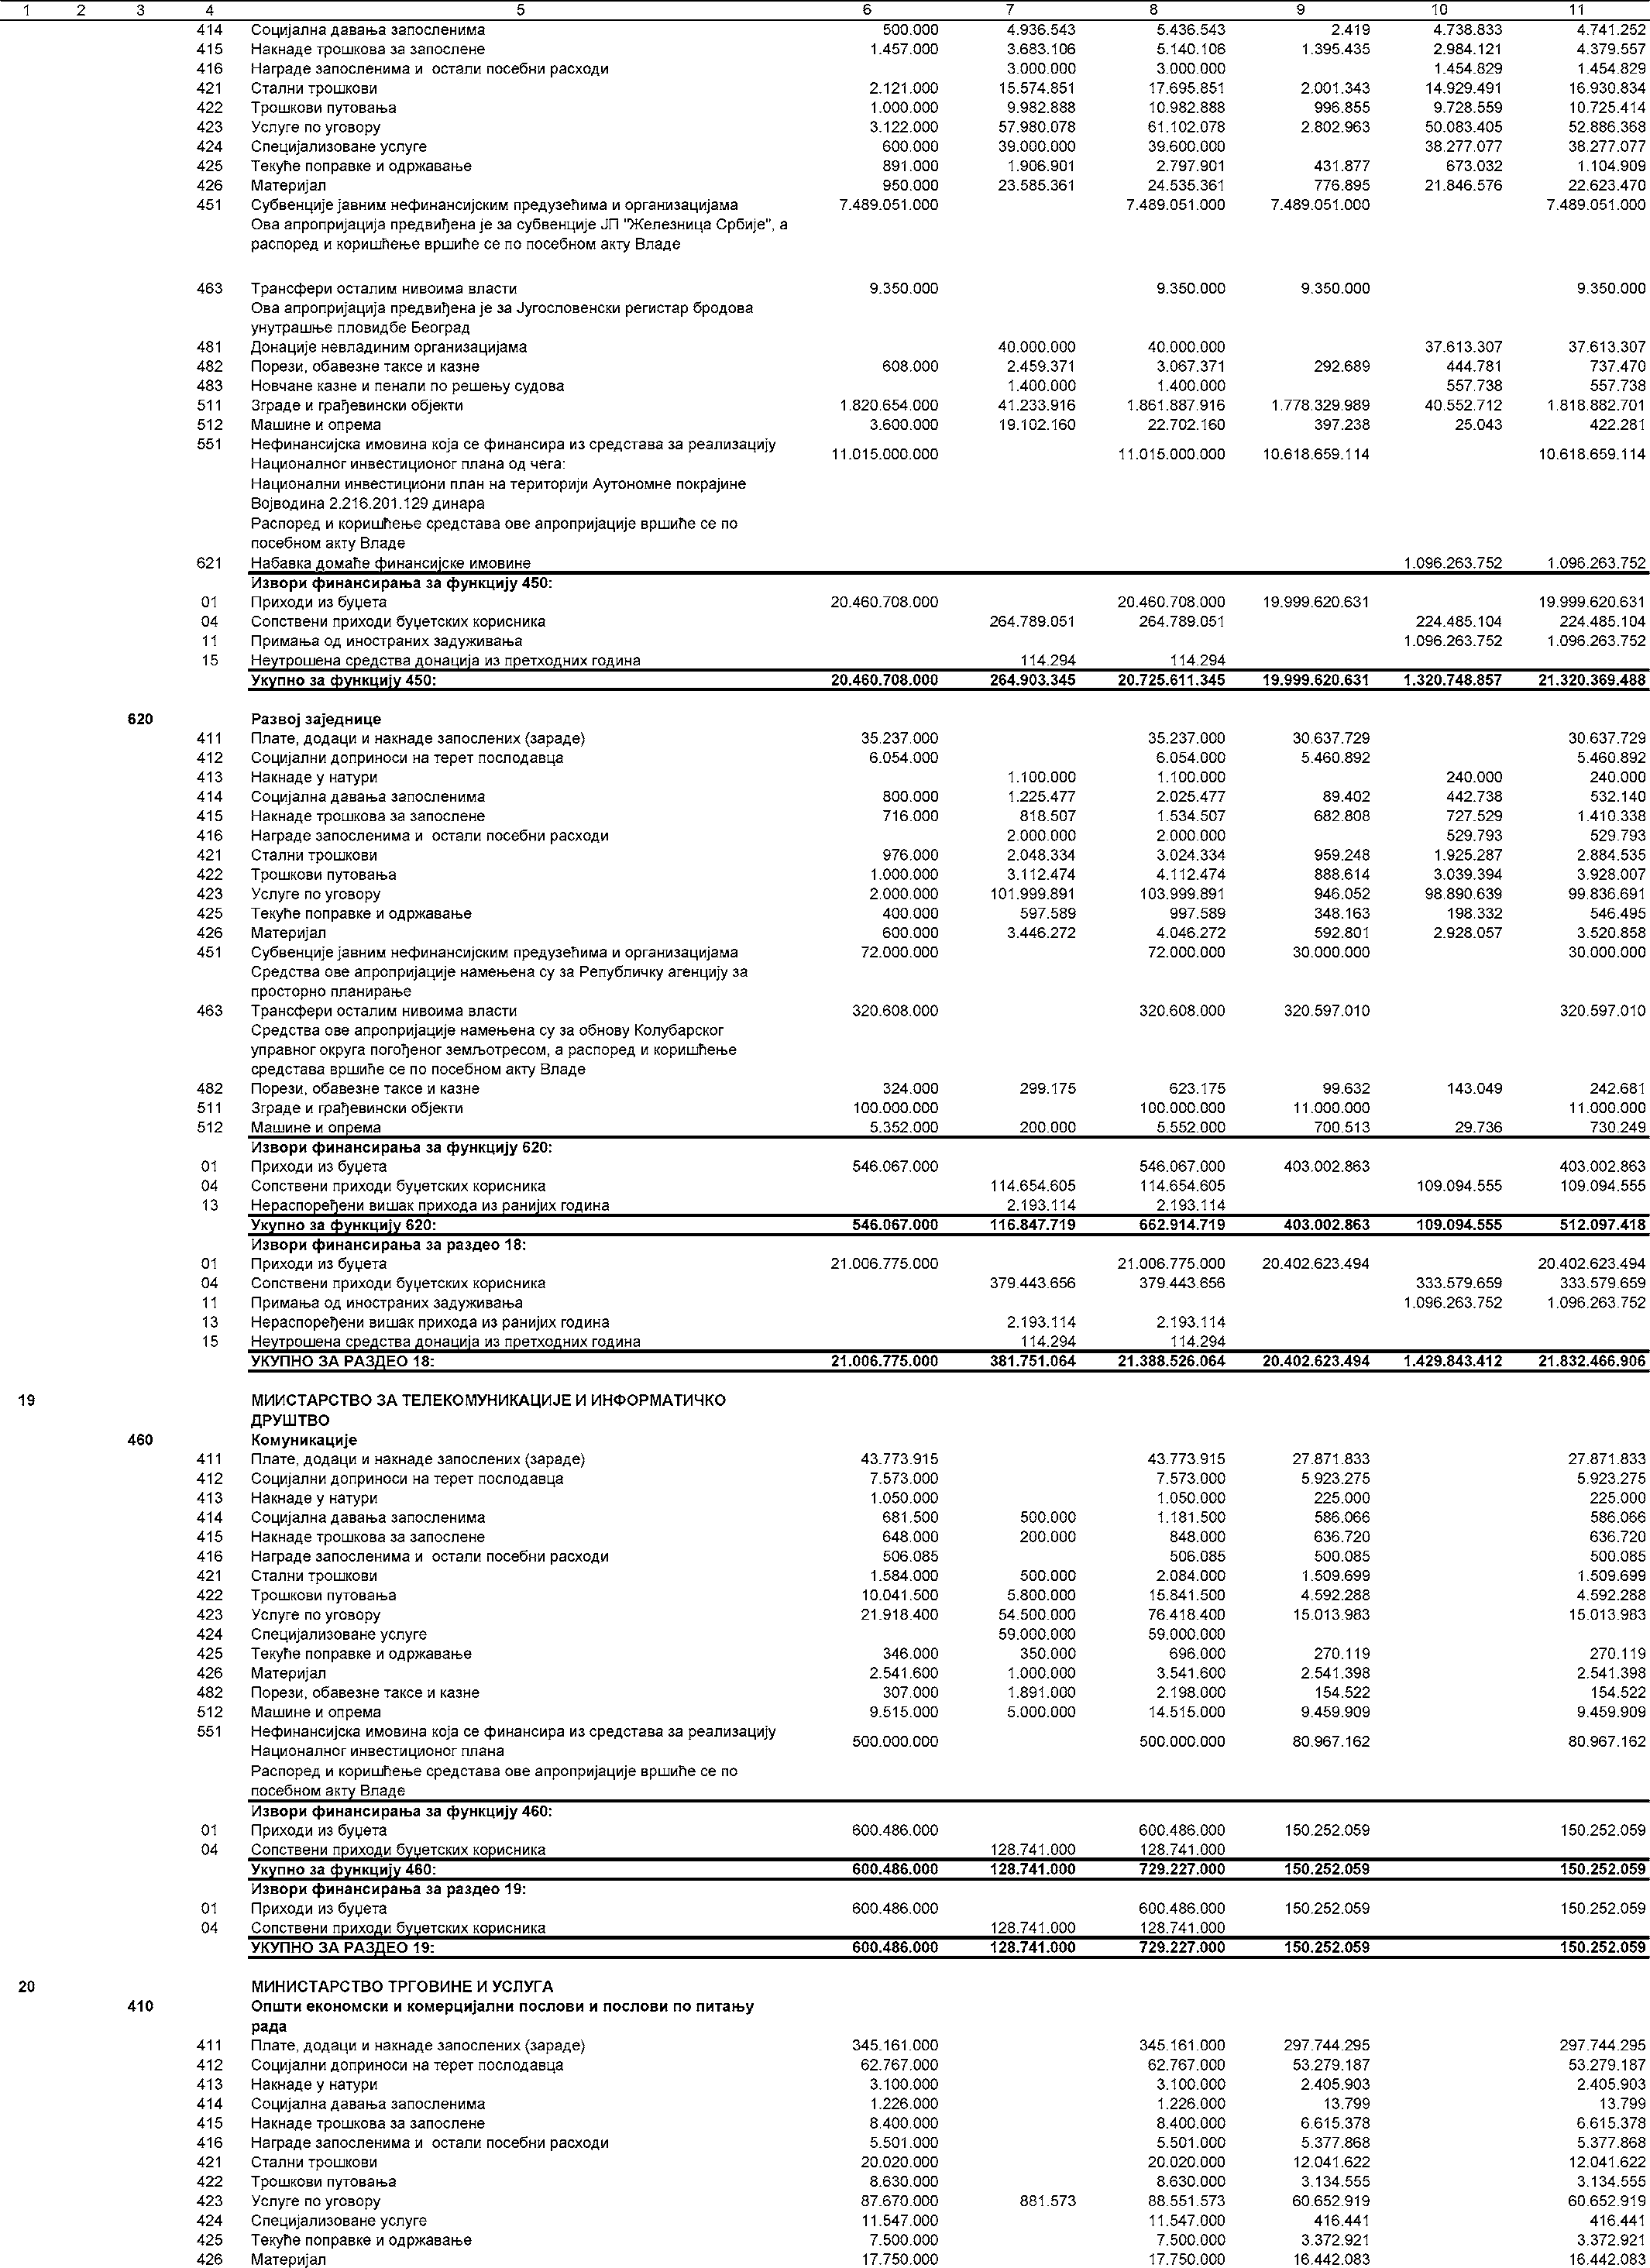 1 2 3 4 5 6 7 8 9 10 11
414 Социјална давања запосленима 500.000 4.936.543 5.436.543 2.419 4.738.833 4.741.252
415 Накнаде трошкова за запослене 1.457.000 3.683.106 5.140.106 1.395.435 2.984.121 4.379.557
416 Награде запосленима и остали посебни расходи 3.000.000 3.000.000 1.454.829 1.454.829
421 Стални трошкови 2.121.000 15.574.851 17.695.851 2.001.343 14.929.491 16.930.834
422 Трошкови путовања 1.000.000 9.982.888 10.982.888 996.855 9.728.559 10.725.414
423 Услуге по уговору 3.122.000 57.980.078 61.102.078 2.802.963 50.083.405 52.886.368
424 Специјализоване услуге 600.000 39.000.000 39.600.000 38.277.077 38.277.077
425 Текуће поправке и одржавање 891.000 1.906.901 2.797.901 431.877 673.032 1.104.909
426 Материјал 950.000 23.585.361 24.535.361 776.895 21.846.576 22.623.470
451 Субвенције јавним нефинансијским предузећима и организацијама 7.489.051.000 7.489.051.000 7.489.051.000 7.489.051.000
Ова апропријација предвиђена је за субвенције ЈП "Железница Србије", а
распоред и коришћење вршиће се по посебном акту Владе
463 Трансфери осталим нивоима власти 9.350.000 9.350.000 9.350.000 9.350.000
Ова апропријација предвиђена је за Југословенски регистар бродова
унутрашње пловидбе Београд
481 Донације невладиним организацијама 40.000.000 40.000.000 37.613.307 37.613.307
482 Порези, обавезне таксе и казне 608.000 2.459.371 3.067.371 292.689 444.781 737.470
483 Новчане казне и пенали по решењу судова 1.400.000 1.400.000 557.738 557.738
511 Зграде и грађевински објекти 1.820.654.000 41.233.916 1.861.887.916 1.778.329.989 40.552.712 1.818.882.701
512 Машине и опрема 3.600.000 19.102.160 22.702.160 397.238 25.043 422.281
551 Нефинансијска имовина која се финансира из средстава за реализацију
Националног инвестиционог плана од чега: 11.015.000.000 11.015.000.000 10.618.659.114 10.618.659.114
Национални инвестициони план на територији Аутономне покрајине
Војводина 2.216.201.129 динара
Распоред и коришћење средстава ове апропријације вршиће се по
посебном акту Владе
621 Набавка домаће финансијске имовине 1.096.263.752 1.096.263.752
Извори финансирања за функцију 450:
01 Приходи из буџета 20.460.708.000 20.460.708.000 19.999.620.631 19.999.620.631
04 Сопствени приходи буџетских корисника 264.789.051 264.789.051 224.485.104 224.485.104
11 Примања од иностраних задуживања 1.096.263.752 1.096.263.752
15 Неутрошена средства донација из претходних година 114.294 114.294
Укупно за функцију 450: 20.460.708.000 264.903.345 20.725.611.345 19.999.620.631 1.320.748.857 21.320.369.488
620 Развој заједнице
411 Плате, додаци и накнаде запослених (зараде) 35.237.000 35.237.000 30.637.729 30.637.729
412 Социјални доприноси на терет послодавца 6.054.000 6.054.000 5.460.892 5.460.892
413 Накнаде у натури 1.100.000 1.100.000 240.000 240.000
414 Социјална давања запосленима 800.000 1.225.477 2.025.477 89.402 442.738 532.140
415 Накнаде трошкова за запослене 716.000 818.507 1.534.507 682.808 727.529 1.410.338
416 Награде запосленима и остали посебни расходи 2.000.000 2.000.000 529.793 529.793
421 Стални трошкови 976.000 2.048.334 3.024.334 959.248 1.925.287 2.884.535
422 Трошкови путовања 1.000.000 3.112.474 4.112.474 888.614 3.039.394 3.928.007
423 Услуге по уговору 2.000.000 101.999.891 103.999.891 946.052 98.890.639 99.836.691
425 Текуће поправке и одржавање 400.000 597.589 997.589 348.163 198.332 546.495
426 Материјал 600.000 3.446.272 4.046.272 592.801 2.928.057 3.520.858
451 Субвенције јавним нефинансијским предузећима и организацијама 72.000.000 72.000.000 30.000.000 30.000.000
Средства ове апропријације намењена су за Републичку агенцију за
просторно планирање
463 Трансфери осталим нивоима власти 320.608.000 320.608.000 320.597.010 320.597.010
Средства ове апропријације намењена су за обнову Колубарског
управног округа погођеног земљотресом, а распоред и коришћење
средстава вршиће се по посебном акту Владе
482 Порези, обавезне таксе и казне 324.000 299.175 623.175 99.632 143.049 242.681
511 Зграде и грађевински објекти 100.000.000 100.000.000 11.000.000 11.000.000
512 Машине и опрема 5.352.000 200.000 5.552.000 700.513 29.736 730.249
Извори финансирања за функцију 620:
01 Приходи из буџета 546.067.000 546.067.000 403.002.863 403.002.863
04 Сопствени приходи буџетских корисника 114.654.605 114.654.605 109.094.555 109.094.555
13 Нераспоређени вишак прихода из ранијих година 2.193.114 2.193.114
Укупно за функцију 620: 546.067.000 116.847.719 662.914.719 403.002.863 109.094.555 512.097.418
Извори финансирања за раздео 18:
01 Приходи из буџета 21.006.775.000 21.006.775.000 20.402.623.494 20.402.623.494
04 Сопствени приходи буџетских корисника 379.443.656 379.443.656 333.579.659 333.579.659
11 Примања од иностраних задуживања 1.096.263.752 1.096.263.752
13 Нераспоређени вишак прихода из ранијих година 2.193.114 2.193.114
15 Неутрошена средства донација из претходних година 114.294 114.294
УКУПНО ЗА РАЗДЕО 18: 21.006.775.000 381.751.064 21.388.526.064 20.402.623.494 1.429.843.412 21.832.466.906
19 МИИСТАРСТВО ЗА ТЕЛЕКОМУНИКАЦИЈЕ И ИНФОРМАТИЧКО
ДРУШТВО
460 Комуникације
411 Плате, додаци и накнаде запослених (зараде) 43.773.915 43.773.915 27.871.833 27.871.833
412 Социјални доприноси на терет послодавца 7.573.000 7.573.000 5.923.275 5.923.275
413 Накнаде у натури 1.050.000 1.050.000 225.000 225.000
414 Социјална давања запосленима 681.500 500.000 1.181.500 586.066 586.066
415 Накнаде трошкова за запослене 648.000 200.000 848.000 636.720 636.720
416 Награде запосленима и остали посебни расходи 506.085 506.085 500.085 500.085
421 Стални трошкови 1.584.000 500.000 2.084.000 1.509.699 1.509.699
422 Трошкови путовања 10.041.500 5.800.000 15.841.500 4.592.288 4.592.288
423 Услуге по уговору 21.918.400 54.500.000 76.418.400 15.013.983 15.013.983
424 Специјализоване услуге 59.000.000 59.000.000
425 Текуће поправке и одржавање 346.000 350.000 696.000 270.119 270.119
426 Материјал 2.541.600 1.000.000 3.541.600 2.541.398 2.541.398
482 Порези, обавезне таксе и казне 307.000 1.891.000 2.198.000 154.522 154.522
512 Машине и опрема 9.515.000 5.000.000 14.515.000 9.459.909 9.459.909
551 Нефинансијска имовина која се финансира из средстава за реализацију
Националног инвестиционог плана 500.000.000 500.000.000 80.967.162 80.967.162
Распоред и коришћење средстава ове апропријације вршиће се по
посебном акту Владе
Извори финансирања за функцију 460:
01 Приходи из буџета 600.486.000 600.486.000 150.252.059 150.252.059
04 Сопствени приходи буџетских корисника 128.741.000 128.741.000
Укупно за функцију 460: 600.486.000 128.741.000 729.227.000 150.252.059 150.252.059
Извори финансирања за раздео 19:
01 Приходи из буџета 600.486.000 600.486.000 150.252.059 150.252.059
04 Сопствени приходи буџетских корисника 128.741.000 128.741.000
УКУПНО ЗА РАЗДЕО 19: 600.486.000 128.741.000 729.227.000 150.252.059 150.252.059
20 МИНИСТАРСТВО ТРГОВИНЕ И УСЛУГА
410 Општи економски и комерцијални послови и послови по питању
рада
411 Плате, додаци и накнаде запослених (зараде) 345.161.000 345.161.000 297.744.295 297.744.295
412 Социјални доприноси на терет послодавца 62.767.000 62.767.000 53.279.187 53.279.187
413 Накнаде у натури 3.100.000 3.100.000 2.405.903 2.405.903
414 Социјална давања запосленима 1.226.000 1.226.000 13.799 13.799
415 Накнаде трошкова за запослене 8.400.000 8.400.000 6.615.378 6.615.378
416 Награде запосленима и остали посебни расходи 5.501.000 5.501.000 5.377.868 5.377.868
421 Стални трошкови 20.020.000 20.020.000 12.041.622 12.041.622
422 Трошкови путовања 8.630.000 8.630.000 3.134.555 3.134.555
423 Услуге по уговору 87.670.000 881.573 88.551.573 60.652.919 60.652.919
424 Специјализоване услуге 11.547.000 11.547.000 416.441 416.441
425 Текуће поправке и одржавање 7.500.000 7.500.000 3.372.921 3.372.921
426 Материјал 17.750.000 17.750.000 16.442.083 16.442.083